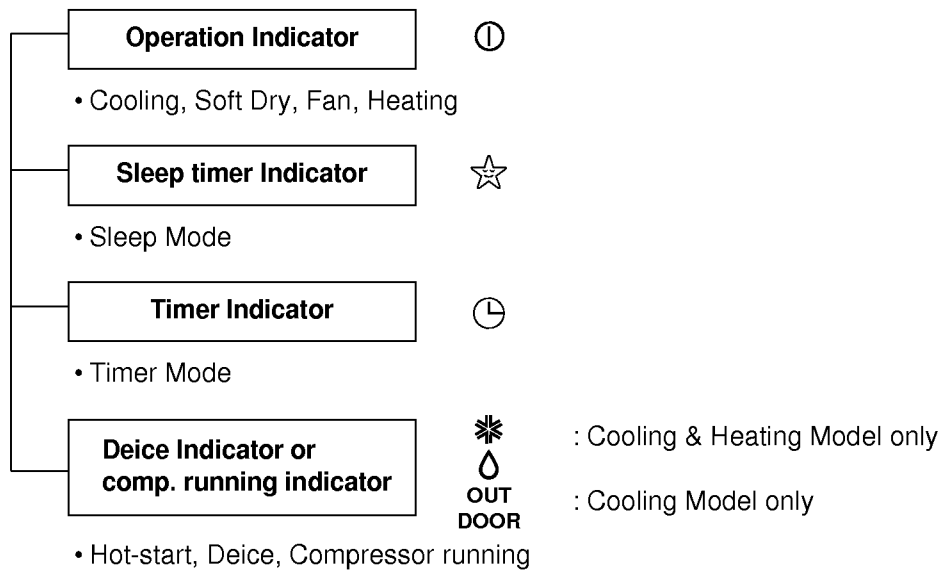 Operation Indicator
• Cooling, Soft Dry, Fan, Heating
Sleep timer Indicator
• Sleep Mode
Timer Indicator
• Timer Mode
Deice Indicator or
comp. running indicator
: Cooling & Heating Model only
OUT
DOOR
: Cooling Model only
• Hot-start, Deice, Compressor running